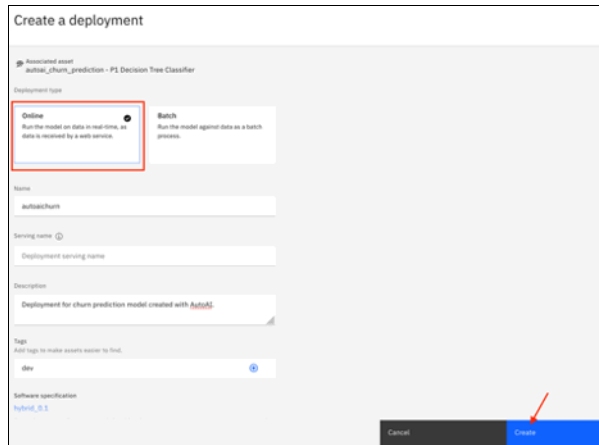 Create a deployment
Associated asset
autoai_churn_prediction - P1 Decision Tree Classifier
Deployment type
Online
Run the model on data in real-time, as
data is received by a web service.
Batch
Run the model against data as a batch
process.
Name
autoaichurn
Serving name
Deployment serving name
Description
Deployment for churn prediction model created with AutoAI.
Tags
Add tags to make assets easier to find.
dev
Software specification
hybrid_0.1
Cancel
Create